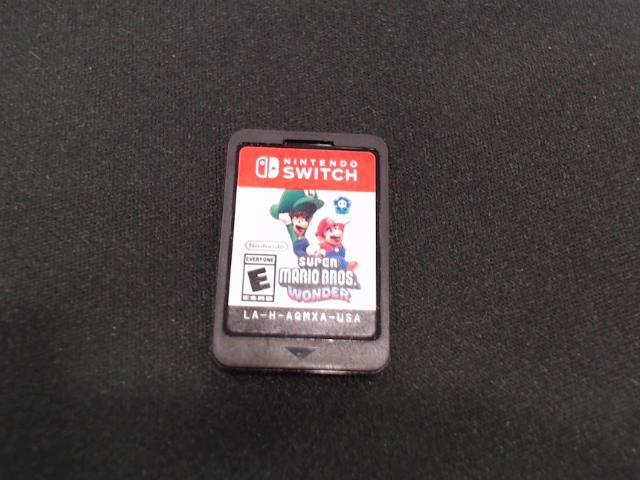 NINTENDO
SWITCH
L
Nintendo
EVERYONE
E
ESRB
SUPER
MARIO BROS.
WONDER
LA-H-AQMXA-USA